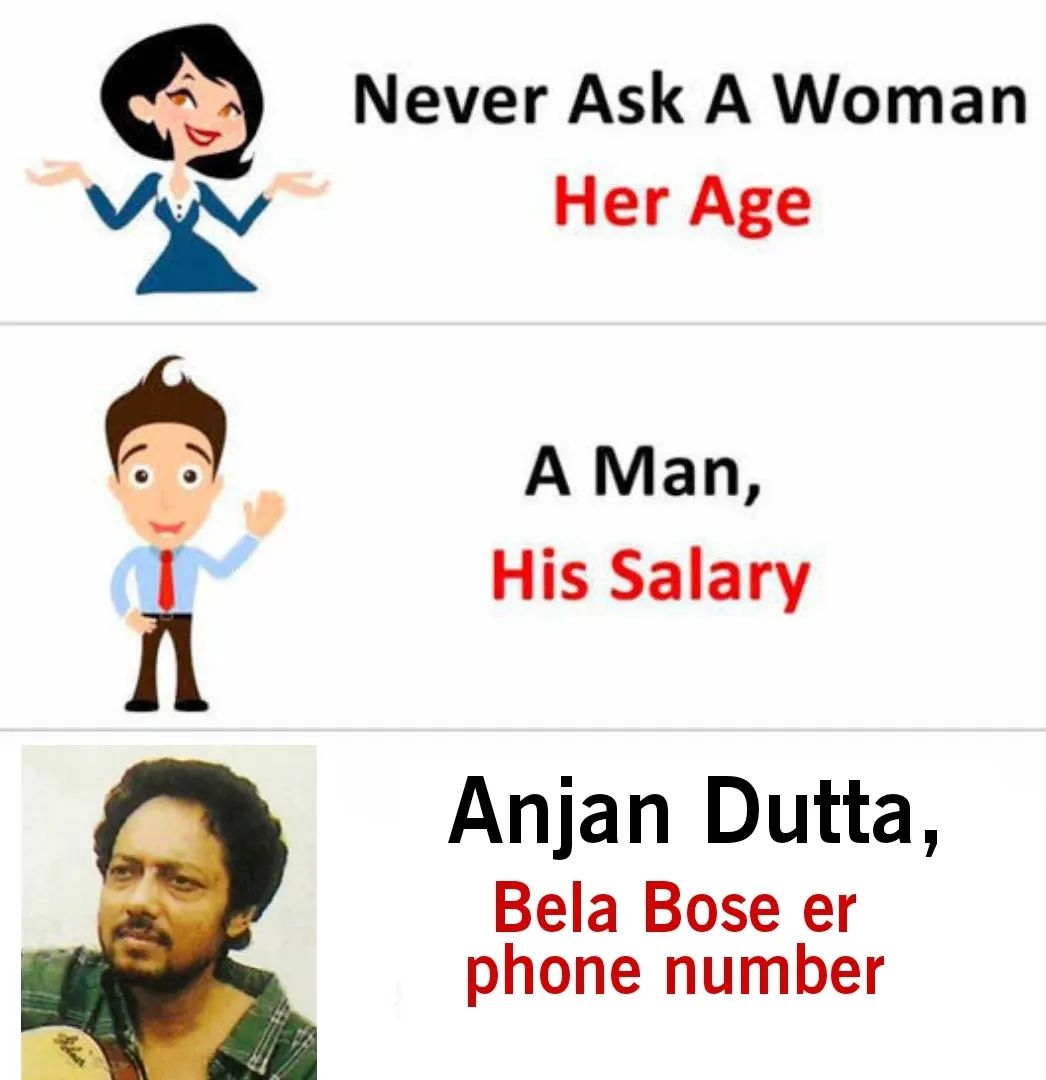 Never Ask A Woman
Her Age
A Man,
His Salary
Anjan Dutta,
Bela Bose er
phone number